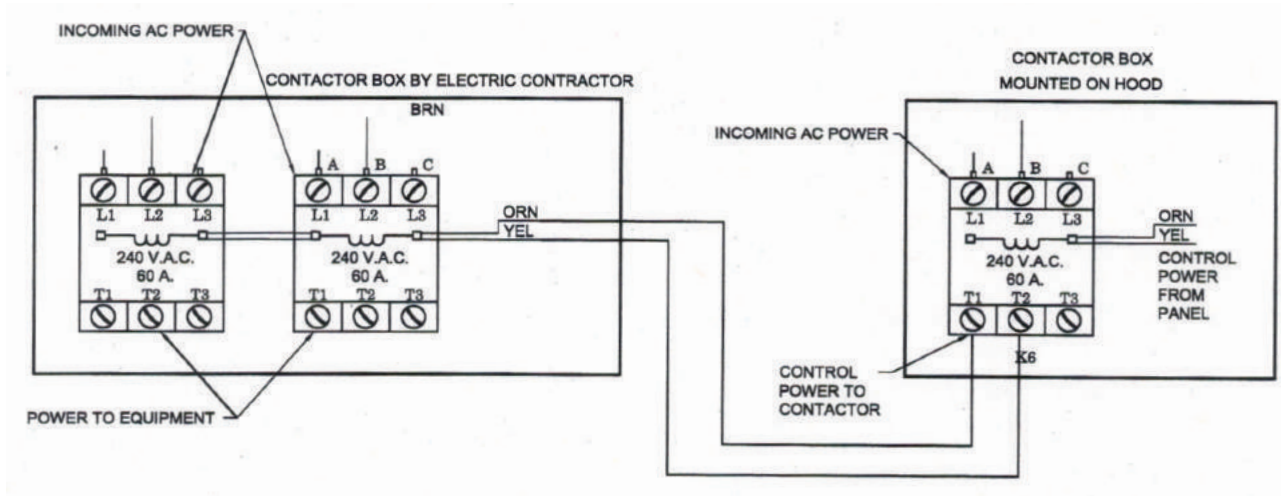 INCOMING AC POWER
CONTACTOR BOX BY ELECTRIC CONTRACTOR
BRN
A B C
L1 L2 L3
L1 L2 L3
240 V.A.C.
60 A.
240 V.A.C.
60 A.
T1 T2 T3
T1 T2 T3
ORN
YEL
POWER TO EQUIPMENT
CONTACTOR BOX
MOUNTED ON HOOD
INCOMING AC POWER
A B C
L1 L2 L3
240 V.A.C.
60 A.
T1 T2 T3
K6
ORN
YEL
CONTROL
POWER
FROM
PANEL
CONTROL
POWER TO
CONTACTOR